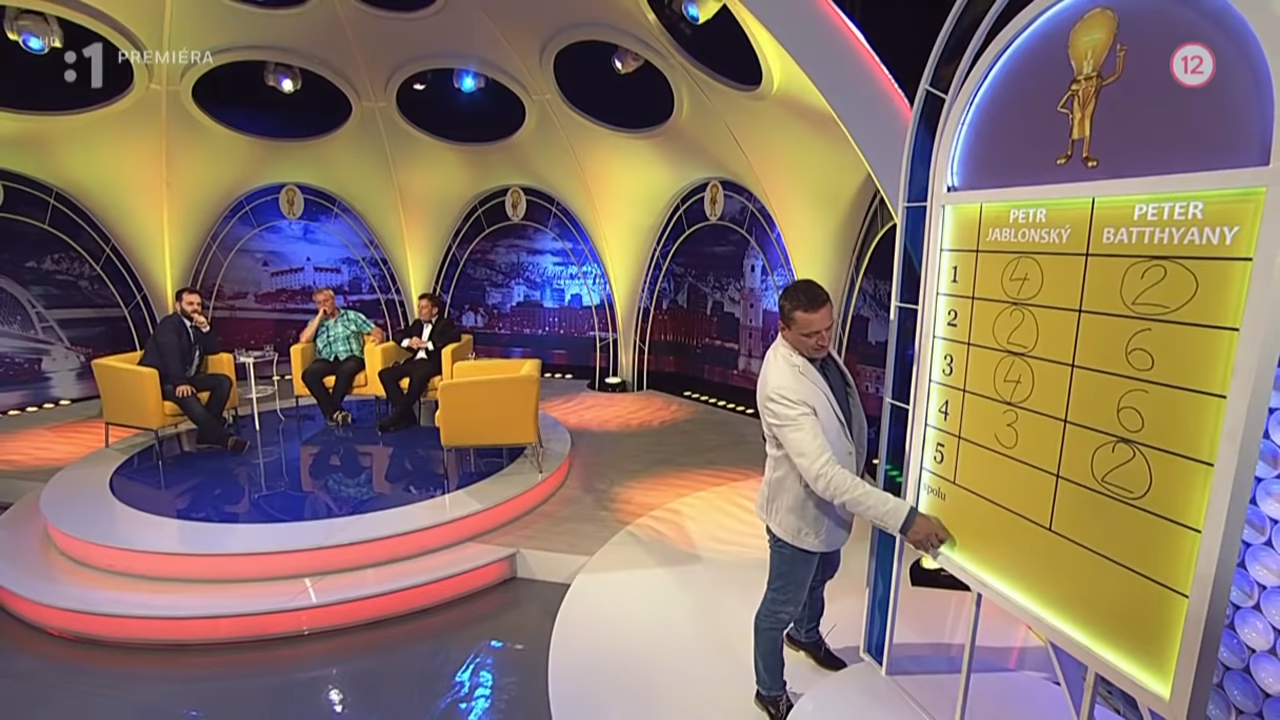 HD
:1 PREMIÉRA
12
PETR JABLONSKÝ
PETER BATTHYANY
1 4 2
2 2 6
3 4 6
4 3 2
5
spolu